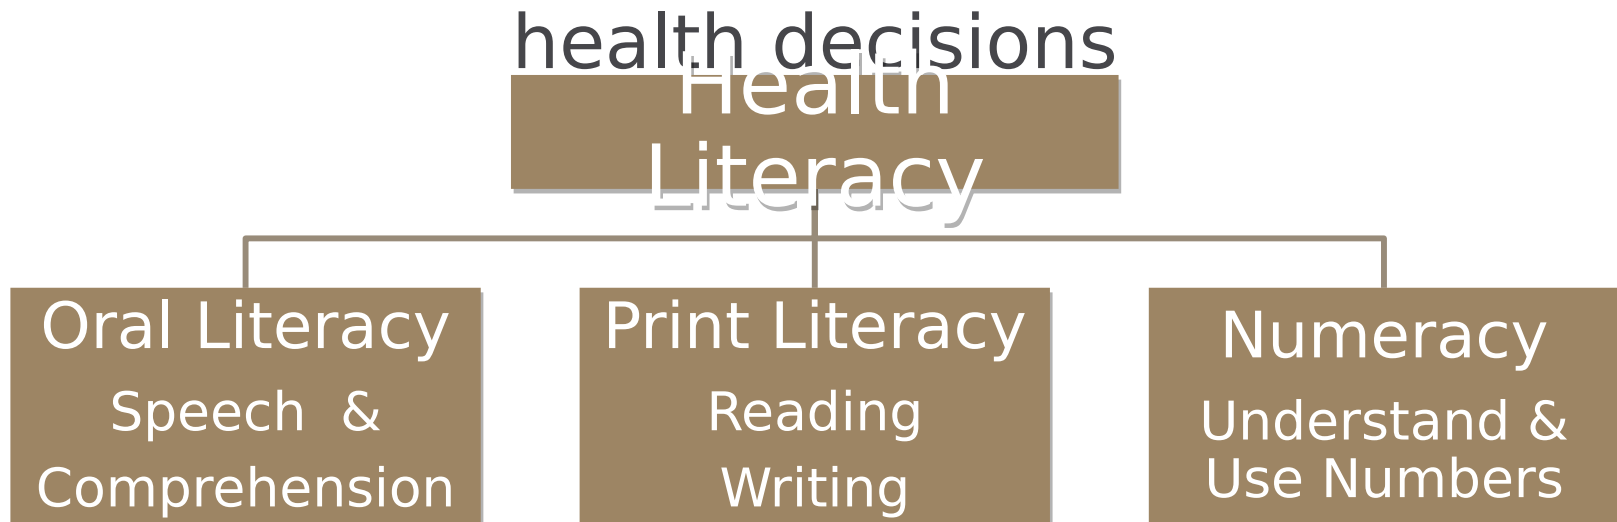 health decisions
Health
Literacy
Oral Literacy
Speech &
Comprehension
Print Literacy
Reading
Writing
Numeracy
Understand &
Use Numbers